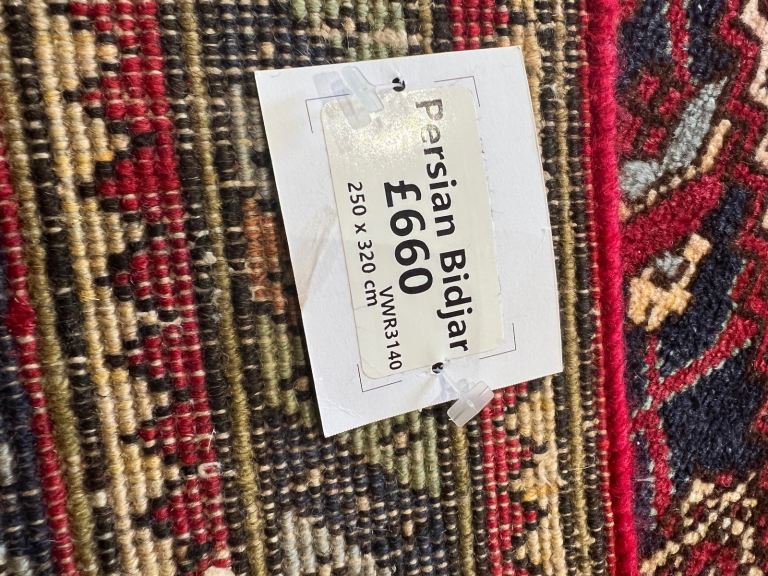 Persian Bidjar
£660
VWR3140
250 x 320 cm